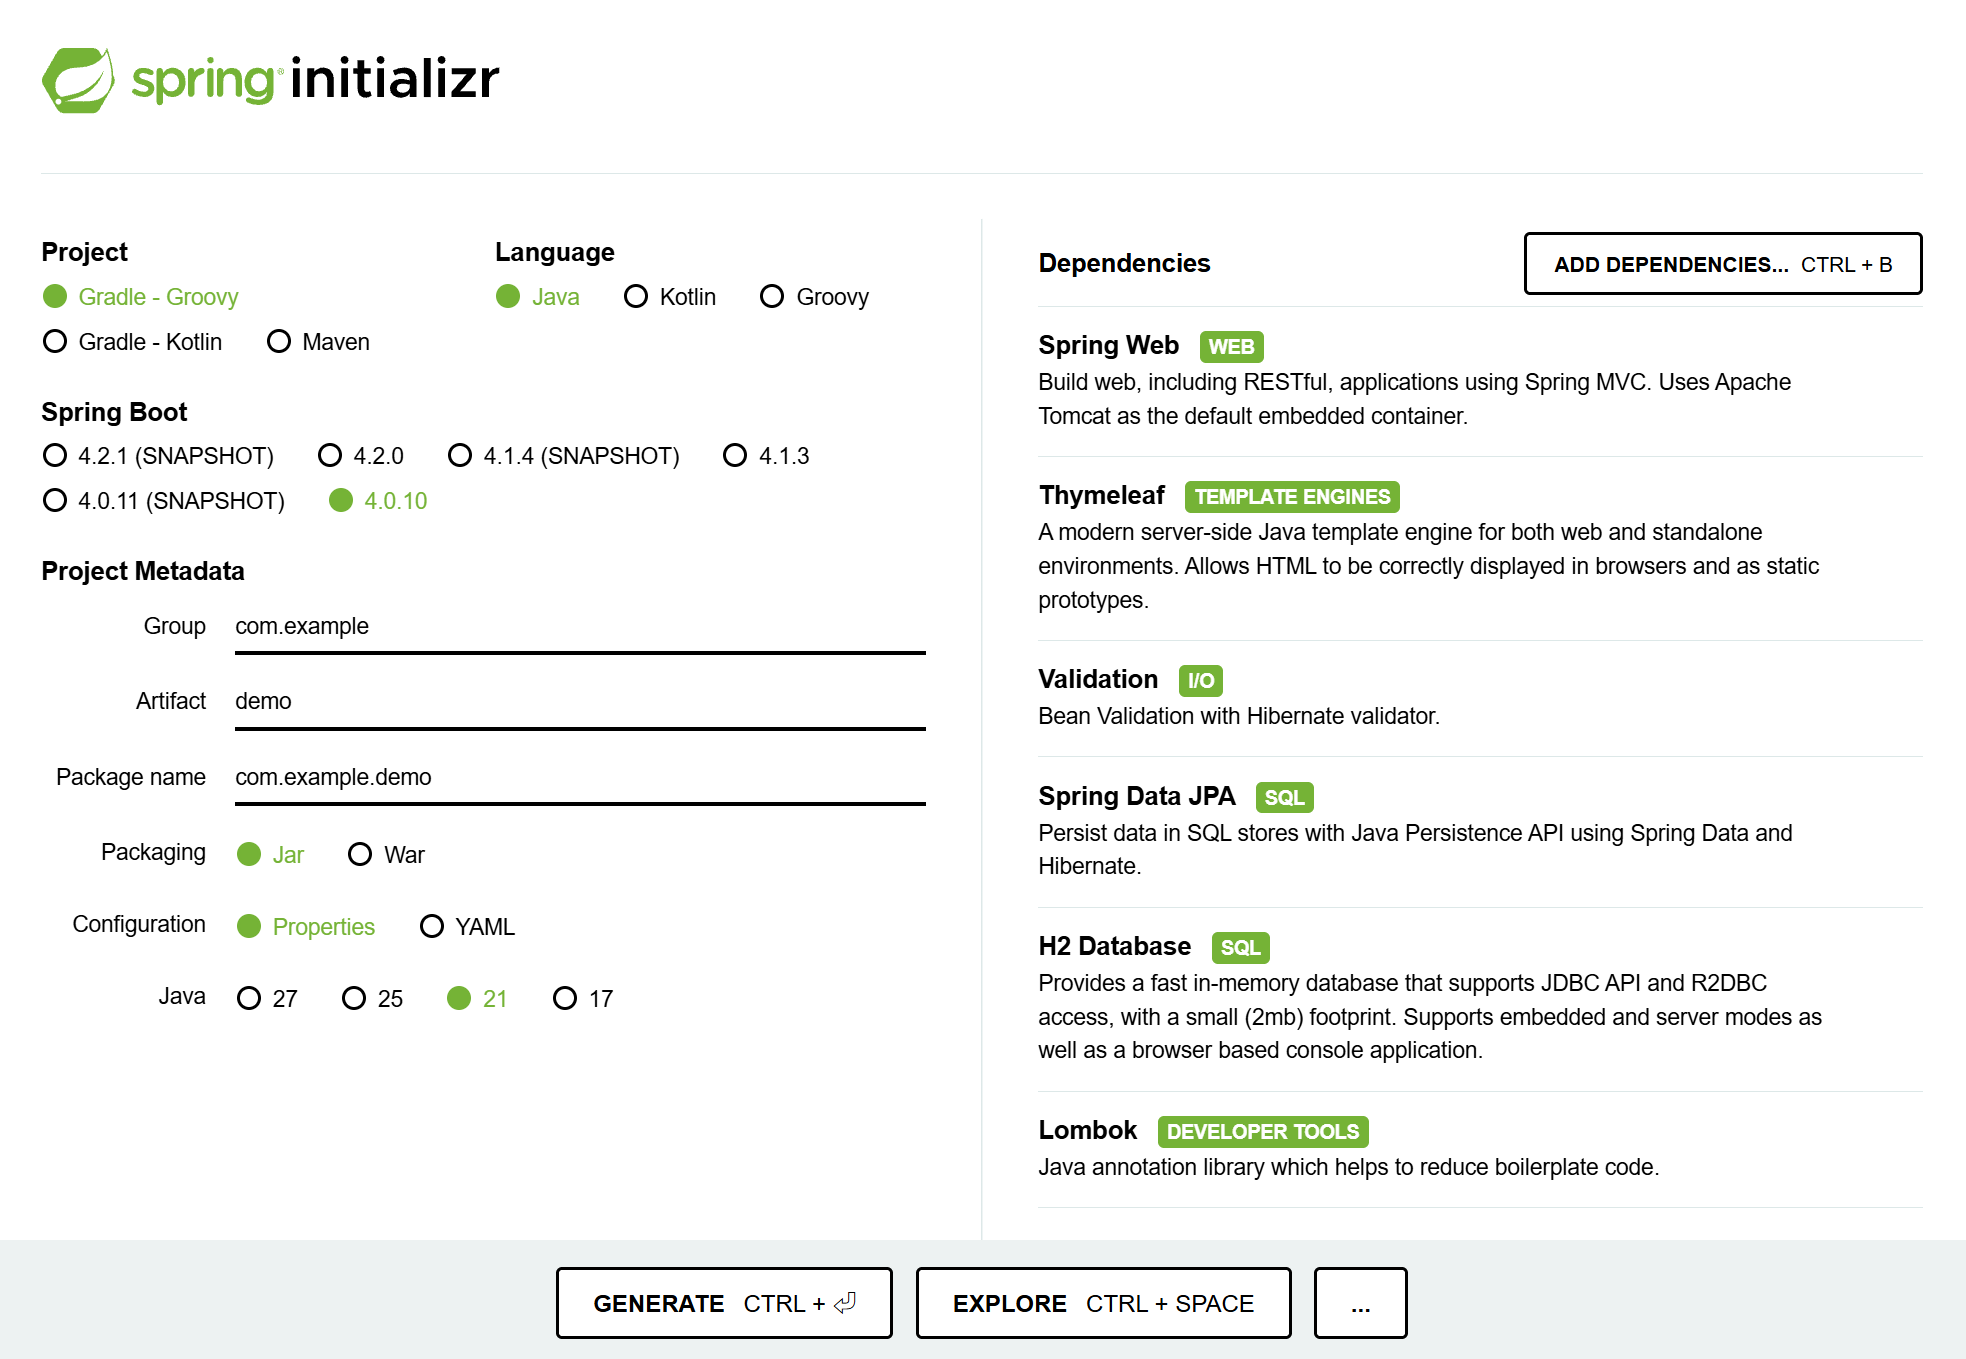 spring initializr
Project
Gradle - Groovy
Gradle - Kotlin Maven
Language
Java Kotlin Groovy
Spring Boot
4.2.1 (SNAPSHOT) 4.2.0 4.1.4 (SNAPSHOT) 4.1.3
4.0.11 (SNAPSHOT) 4.0.10
Project Metadata
Group com.example
Artifact demo
Package name com.example.demo
Packaging Jar War
Configuration Properties YAML
Java 27 25 21 17
Dependencies ADD DEPENDENCIES... CTRL + B
Spring Web WEB
Build web, including RESTful, applications using Spring MVC. Uses Apache
Tomcat as the default embedded container.
Thymeleaf TEMPLATE ENGINES
A modern server-side Java template engine for both web and standalone
environments. Allows HTML to be correctly displayed in browsers and as static
prototypes.
Validation I/O
Bean Validation with Hibernate validator.
Spring Data JPA SQL
Persist data in SQL stores with Java Persistence API using Spring Data and
Hibernate.
H2 Database SQL
Provides a fast in-memory database that supports JDBC API and R2DBC
access, with a small (2mb) footprint. Supports embedded and server modes as
well as a browser based console application.
Lombok DEVELOPER TOOLS
Java annotation library which helps to reduce boilerplate code.
GENERATE CTRL + ⏎ EXPLORE CTRL + SPACE ...